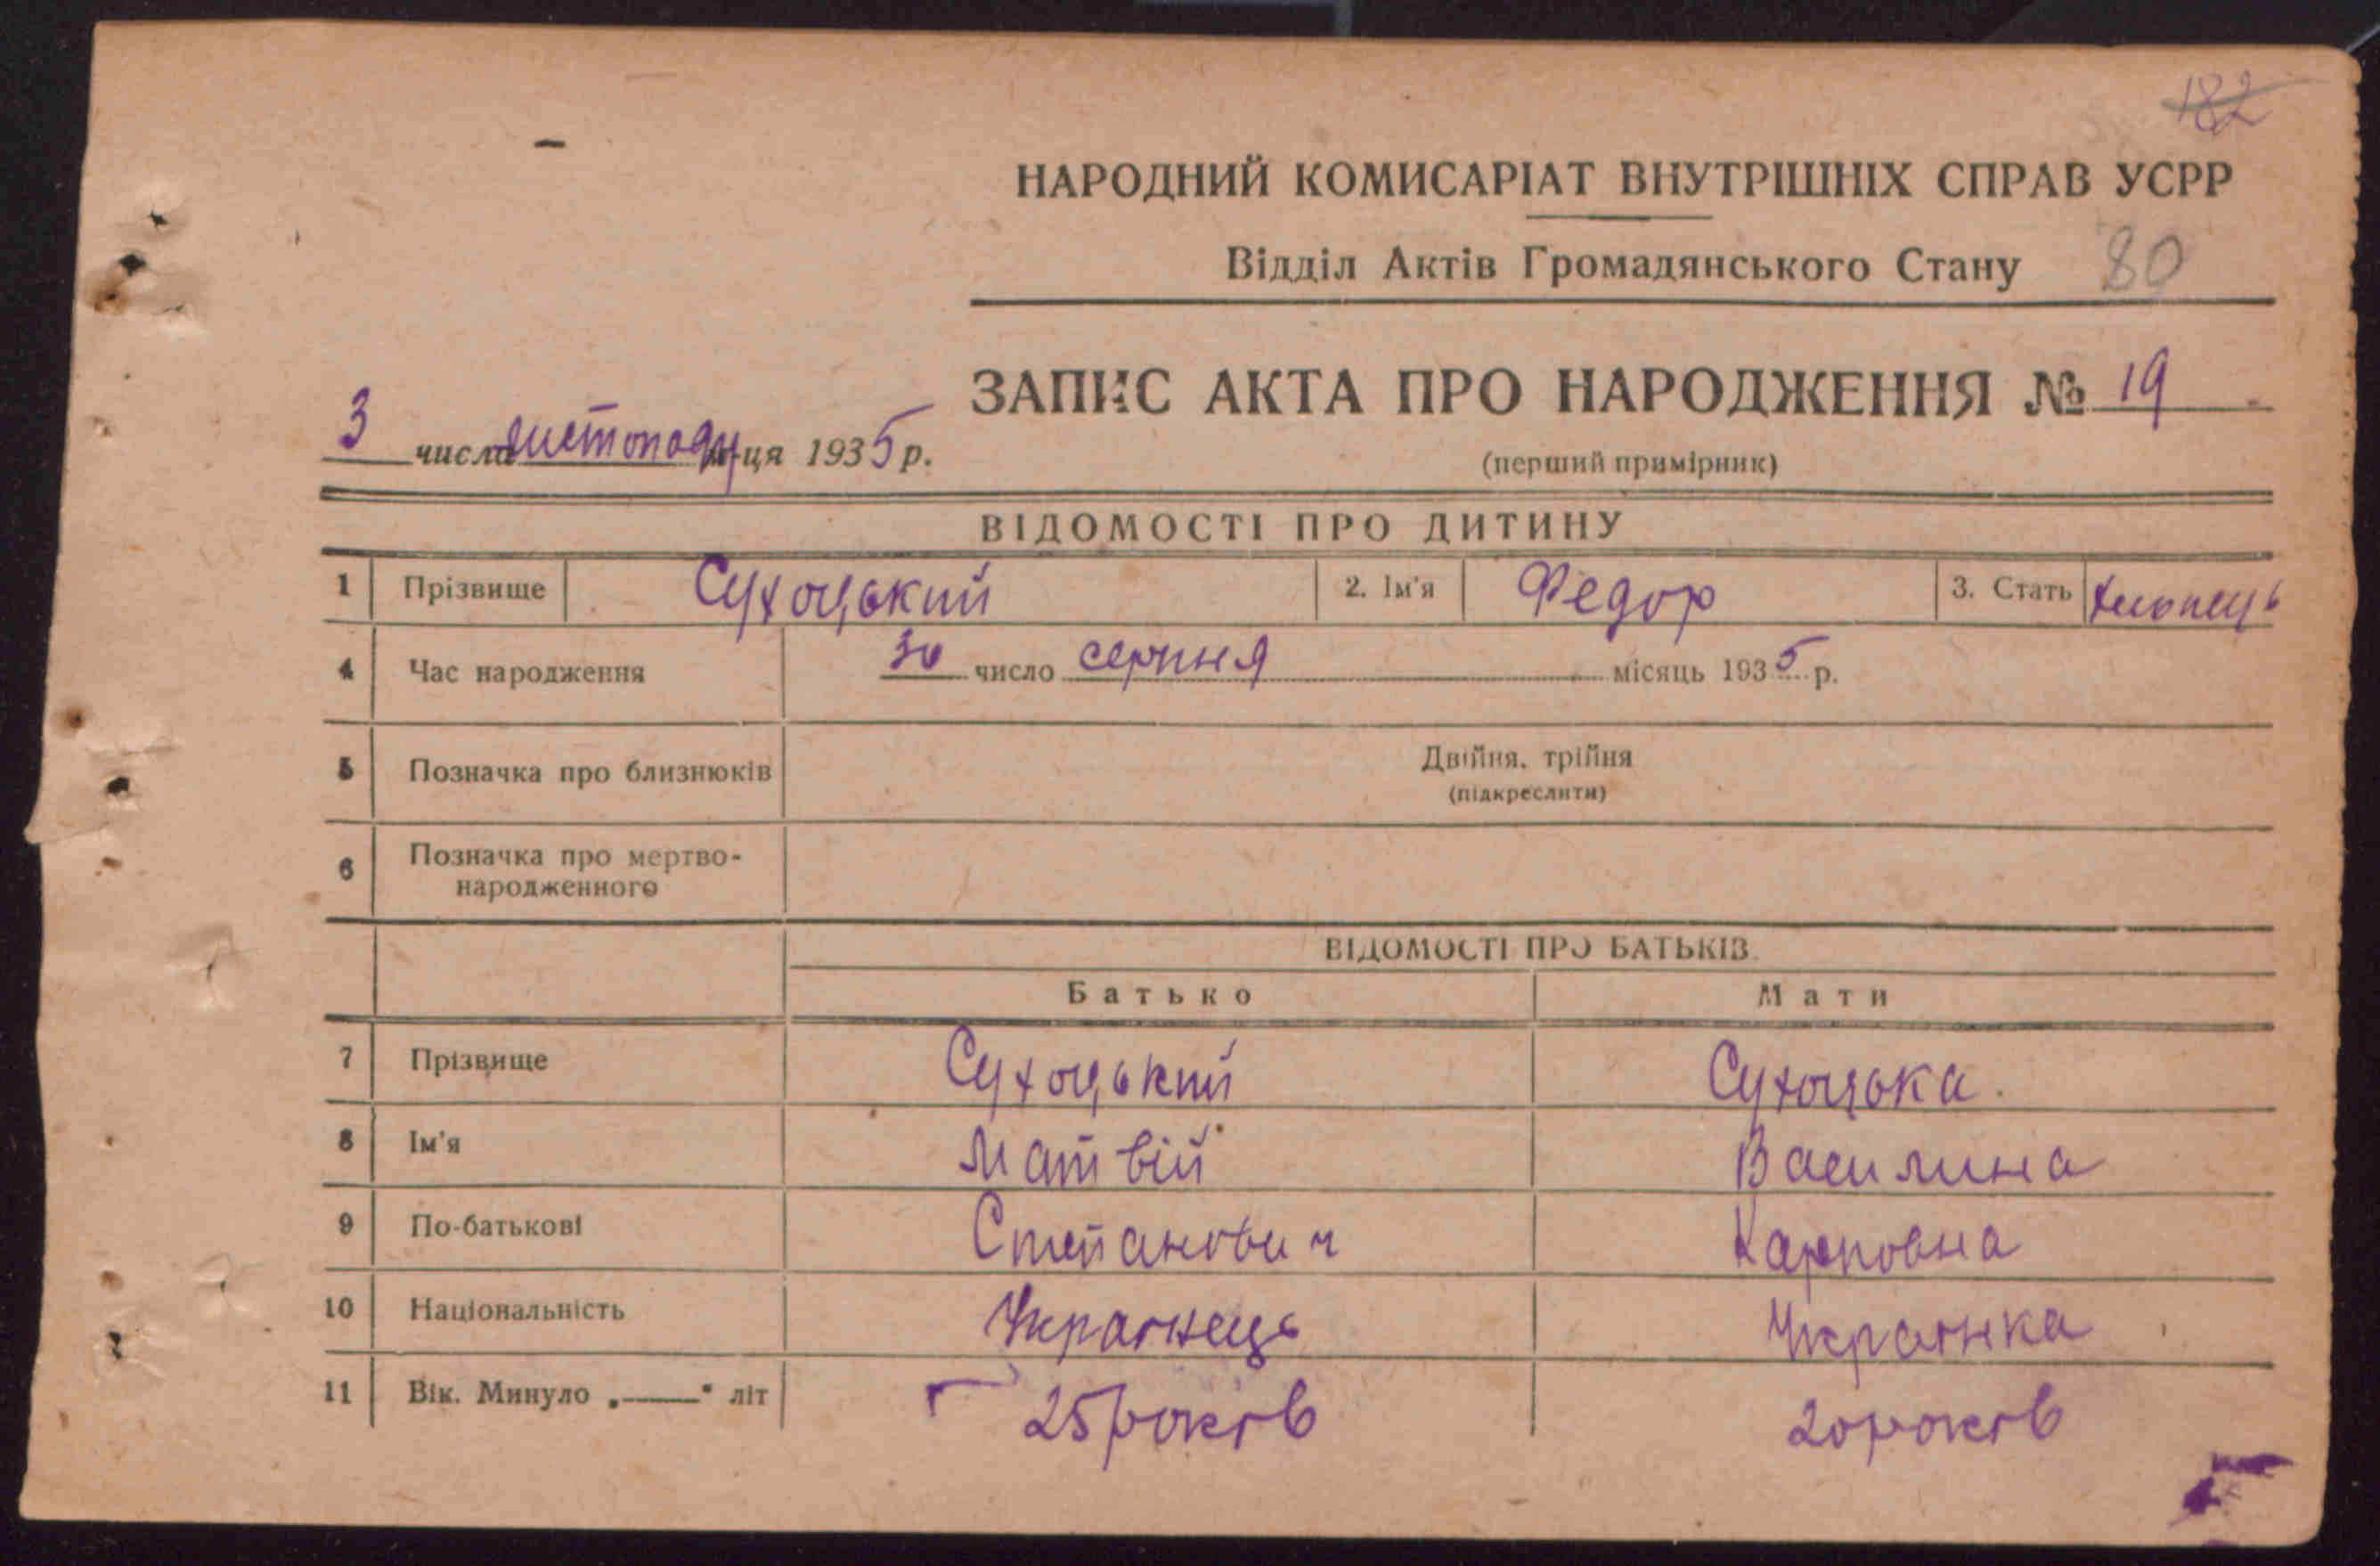 182
НАРОДНИЙ КОМИСАРІАТ ВНУТРІШНІХ СПРАВ УСРР
Відділ Актів Громадянського Стану 80
ЗАПИС АКТА ПРО НАРОДЖЕННЯ № 19
3 числа листопаду м-ця 1935 р.
(перший примірник)
ВІДОМОСТІ ПРО ДИТИНУ
1 Прізвище Сухоцький 2. Ім'я Федор 3. Стать хлопець
4 Час народження 30 число серпня місяць 1935 р.
5 Позначка про близнюків Двійня, трійня
(підкреслити)
6 Позначка про мертво-
народженного
ВІДОМОСТІ ПРО БАТЬКІВ
Батько Мати
7 Прізвище Сухоцький Сухоцька.
8 Ім'я Матвій Василина
9 По-батькові Степанович Карповна
10 Національність Українець Українка
11 Вік. Минуло „——" літ 25 років 20 років